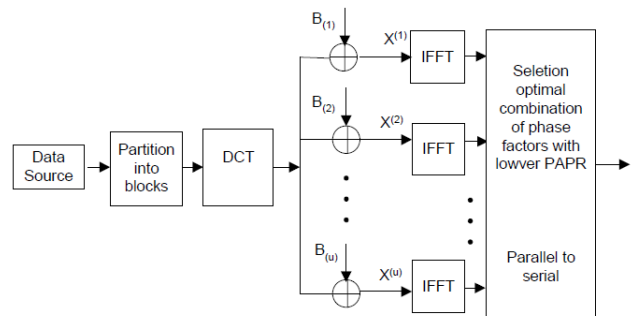 B(1)
X(1)
IFFT
B(2)
X(2)
IFFT
B(u)
X(u)
IFFT
Data
Source
Partition
into
blocks
DCT
Seletion
optimal
combination
of phase
factors with
lowver PAPR
Parallel to
serial